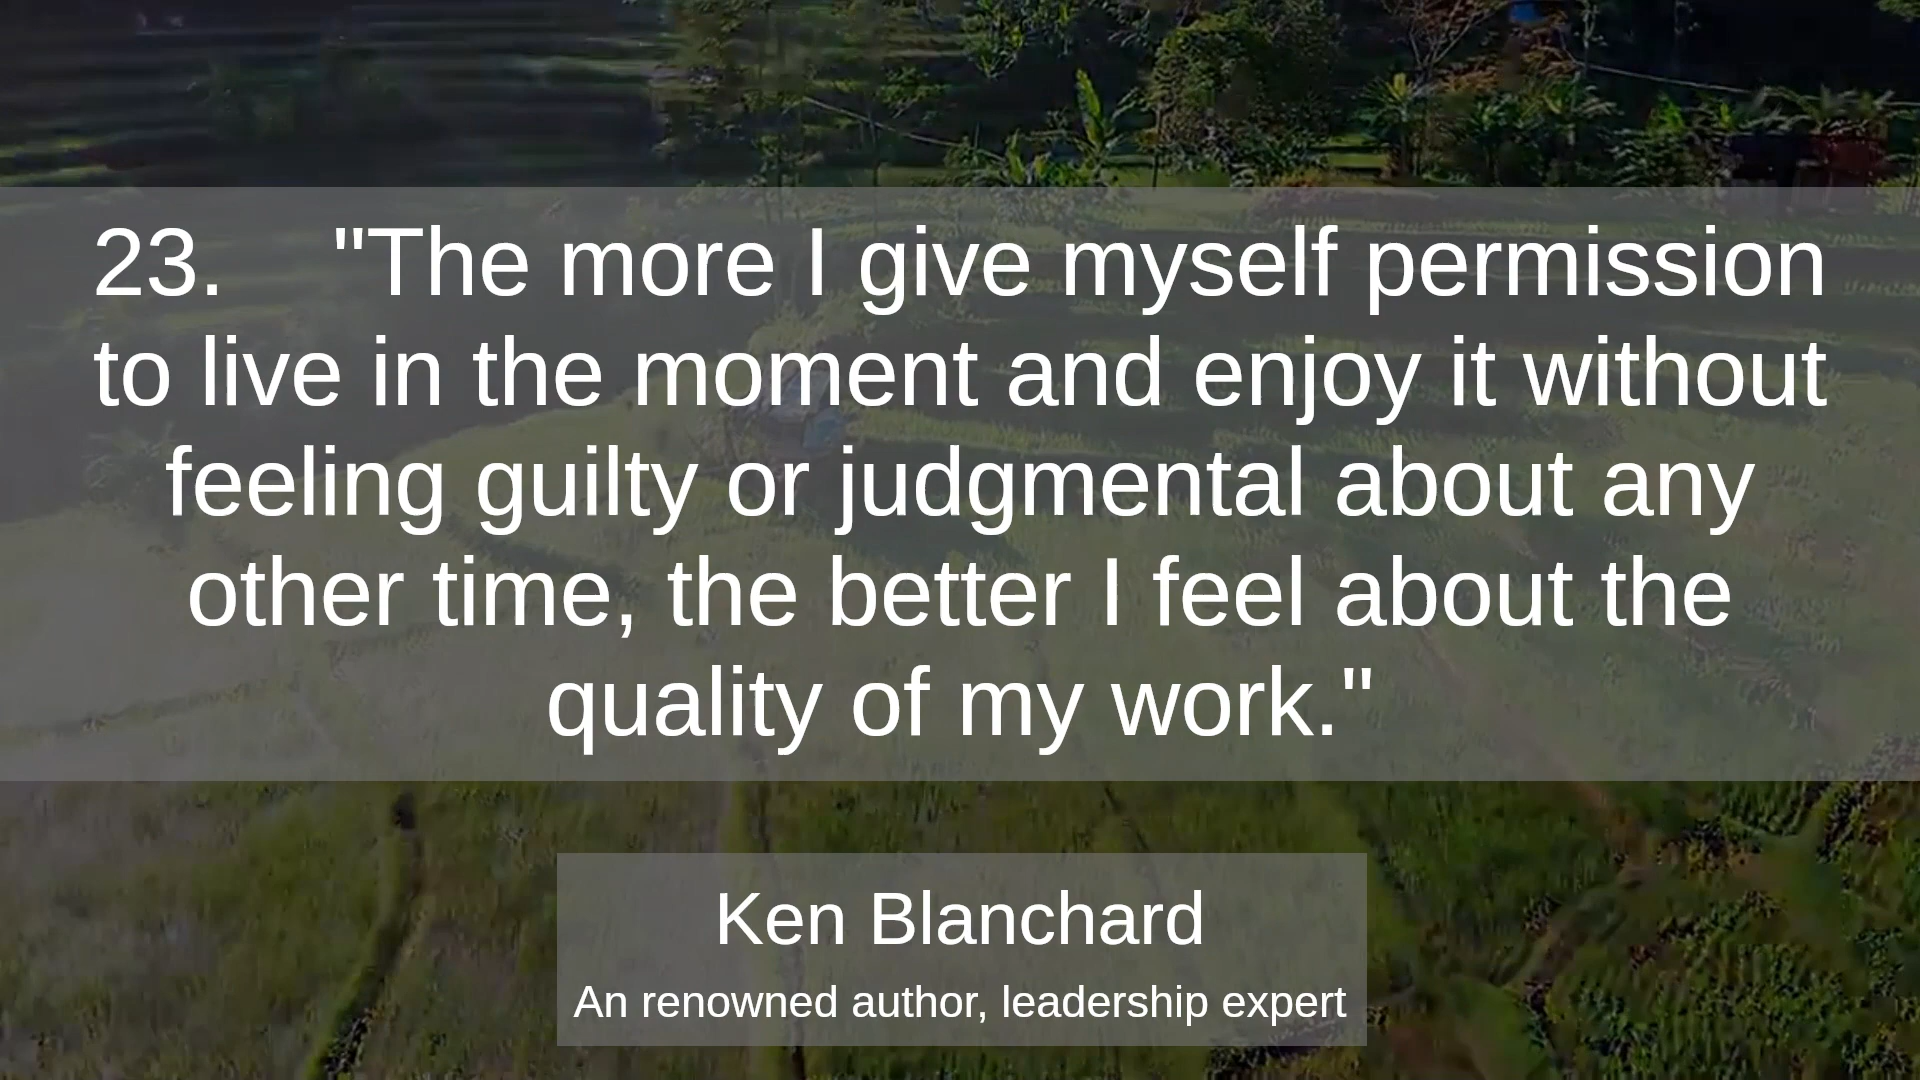 23. "The more I give myself permission
to live in the moment and enjoy it without
feeling guilty or judgmental about any
other time, the better I feel about the
quality of my work."
Ken Blanchard
An renowned author, leadership expert